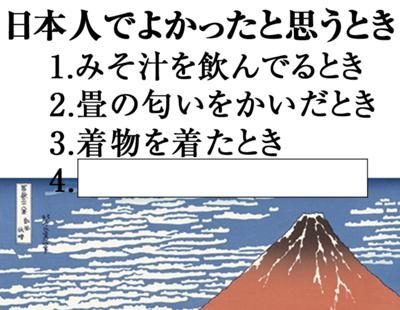 日本人でよかったと思うとき
1.みそ汁を飲んでるとき
2.畳の匂いをかいだとき
3.着物を着たとき
4.